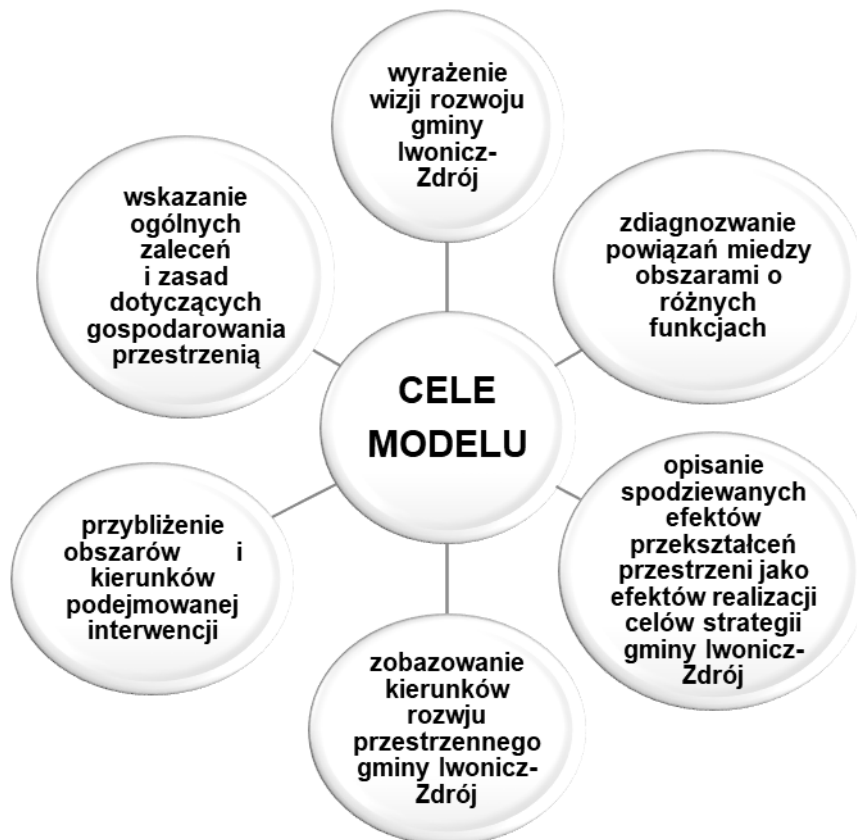 wyrażenie
wizji rozwoju
gminy
Iwonicz-
Zdrój
zdiagnozwanie
powiązań miedzy
obszarami o
różnych
funkcjach
opisanie
spodziewanych
efektów
przekształceń
przestrzeni jako
efektów realizacji
celów strategii
gminy Iwonicz-
Zdrój
zobazowanie
kierunków
rozwju
przestrzennego
gminy Iwonicz-
Zdrój
przybliżenie
obszarów i
kierunków
podejmowanej
interwencji
wskazanie
ogólnych
zaleceń
i zasad
dotyczących
gospodarowania
przestrzenią
CELE
MODELU